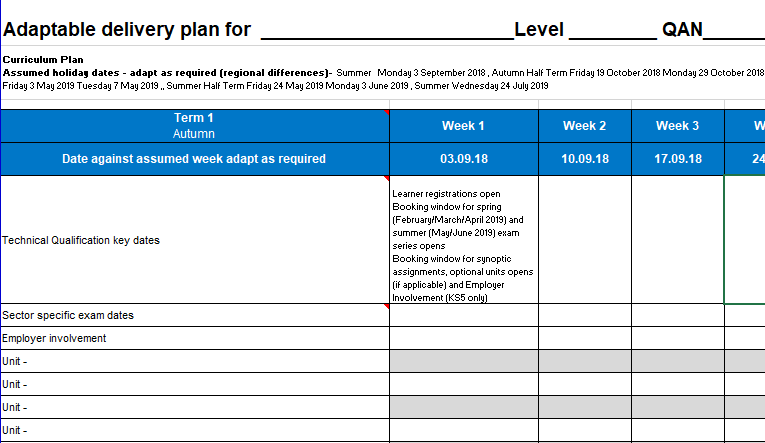 Adaptable delivery plan for ____________________Level _______ QAN_____
Curriculum Plan
Assumed holiday dates - adapt as required (regional differences)- Summer Monday 3 September 2018, Autumn Half Term Friday 19 October 2018 Monday 29 October 2018
Friday 3 May 2019 Tuesday 7 May 2019,, Summer Half Term Friday 24 May 2019 Monday 3 June 2019, Summer Wednesday 24 July 2019
Term 1
Autumn
Week 1
Week 2
Week 3
W
Date against assumed week adapt as required
03.09.18
10.09.18
17.09.18
24
Technical Qualification key dates
Learner registrations open
Booking window for spring
(February/March/April 2019) and
summer (May/June 2019) exam
series opens
Booking window for synoptic
assignments, optional units opens
(if applicable) and Employer
Involvement (KS5 only)
Sector specific exam dates
Employer involvement
Unit -
Unit -
Unit -
Unit -